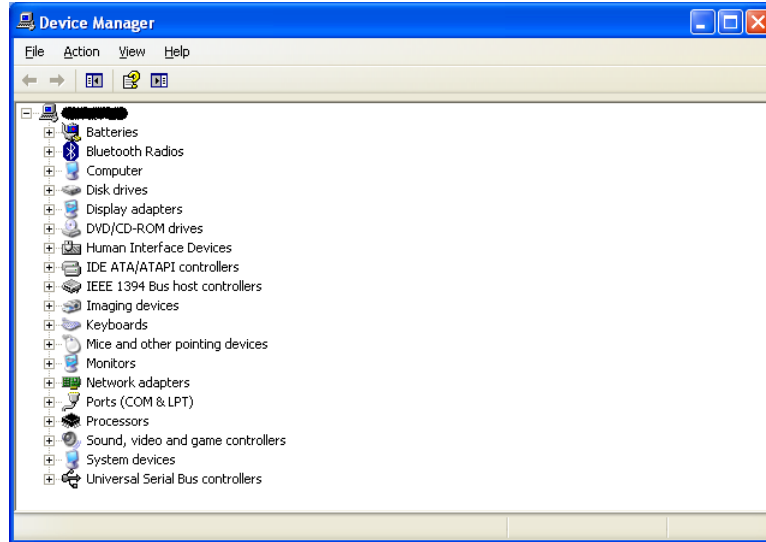 Device Manager
File Action View Help
Batteries
Bluetooth Radios
Computer
Disk drives
Display adapters
DVD/CD-ROM drives
Human Interface Devices
IDE ATA/ATAPI controllers
IEEE 1394 Bus host controllers
Imaging devices
Keyboards
Mice and other pointing devices
Monitors
Network adapters
Ports (COM & LPT)
Processors
Sound, video and game controllers
System devices
Universal Serial Bus controllers